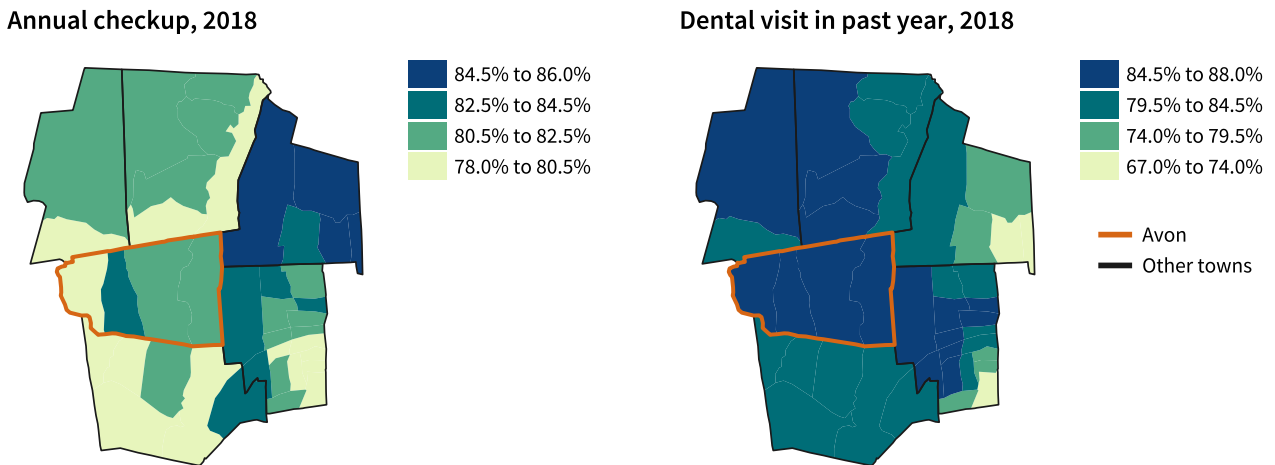 Annual checkup, 2018
84.5% to 86.0%
82.5% to 84.5%
80.5% to 82.5%
78.0% to 80.5%
Dental visit in past year, 2018
84.5% to 88.0%
79.5% to 84.5%
74.0% to 79.5%
67.0% to 74.0%
Avon
Other towns